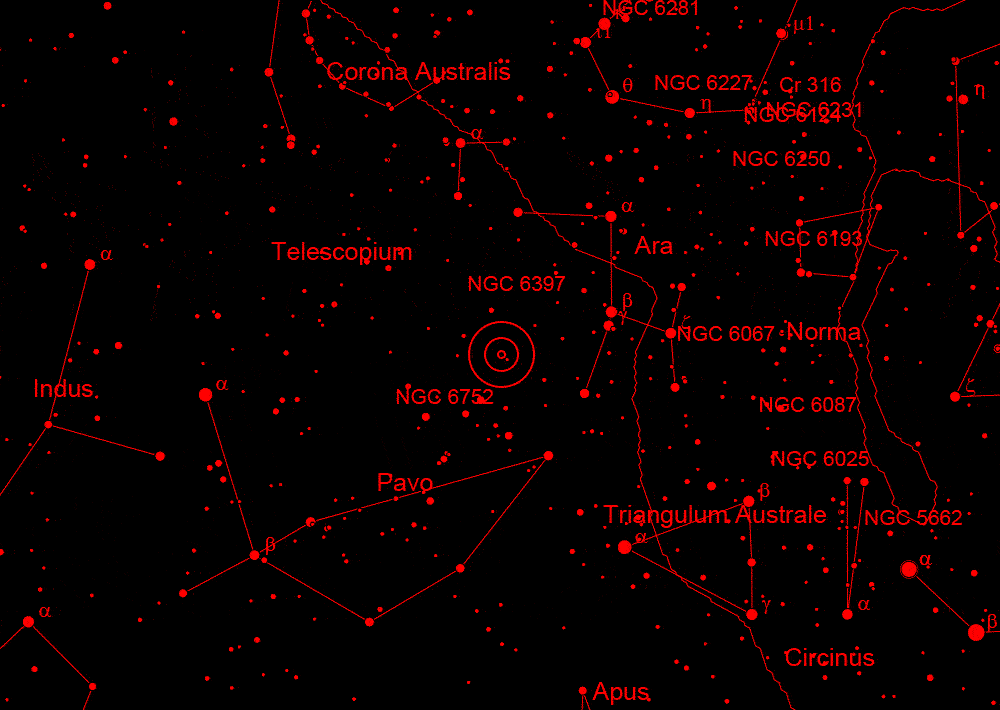 NGC 6281
ι1
μ1
Corona Australis
θ
NGC 6227
Cr 316
η
η
NGC 6231
NGC 6124
α
NGC 6250
α
Ara
NGC 6193
α
Telescopium
NGC 6397
β
γ
ζ
NGC 6067
Norma
Indus
α
NGC 6752
NGC 6087
ζ
NGC 6025
Pavo
β
Triangulum Australe
NGC 5662
α
β
α
α
γ
α
β
Circinus
Apus